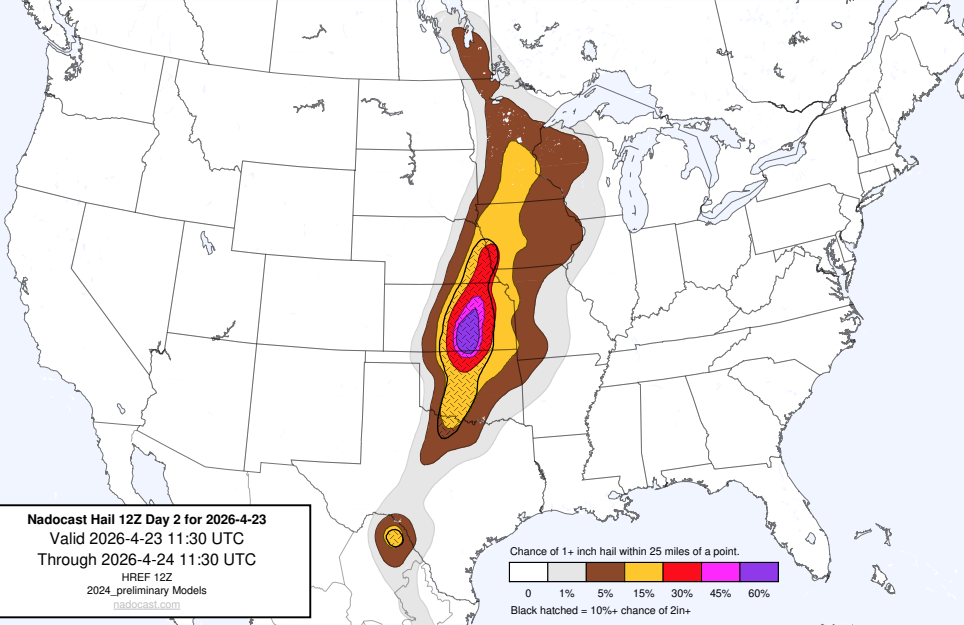 Nadocast Hail 12Z Day 2 for 2026-4-23
Valid 2026-4-23 11:30 UTC
Through 2026-4-24 11:30 UTC
HREF 12Z
2024_preliminary Models
nadocast.com
Chance of 1+ inch hail within 25 miles of a point.
0 1% 5% 15% 30% 45% 60%
Black hatched = 10%+ chance of 2in+